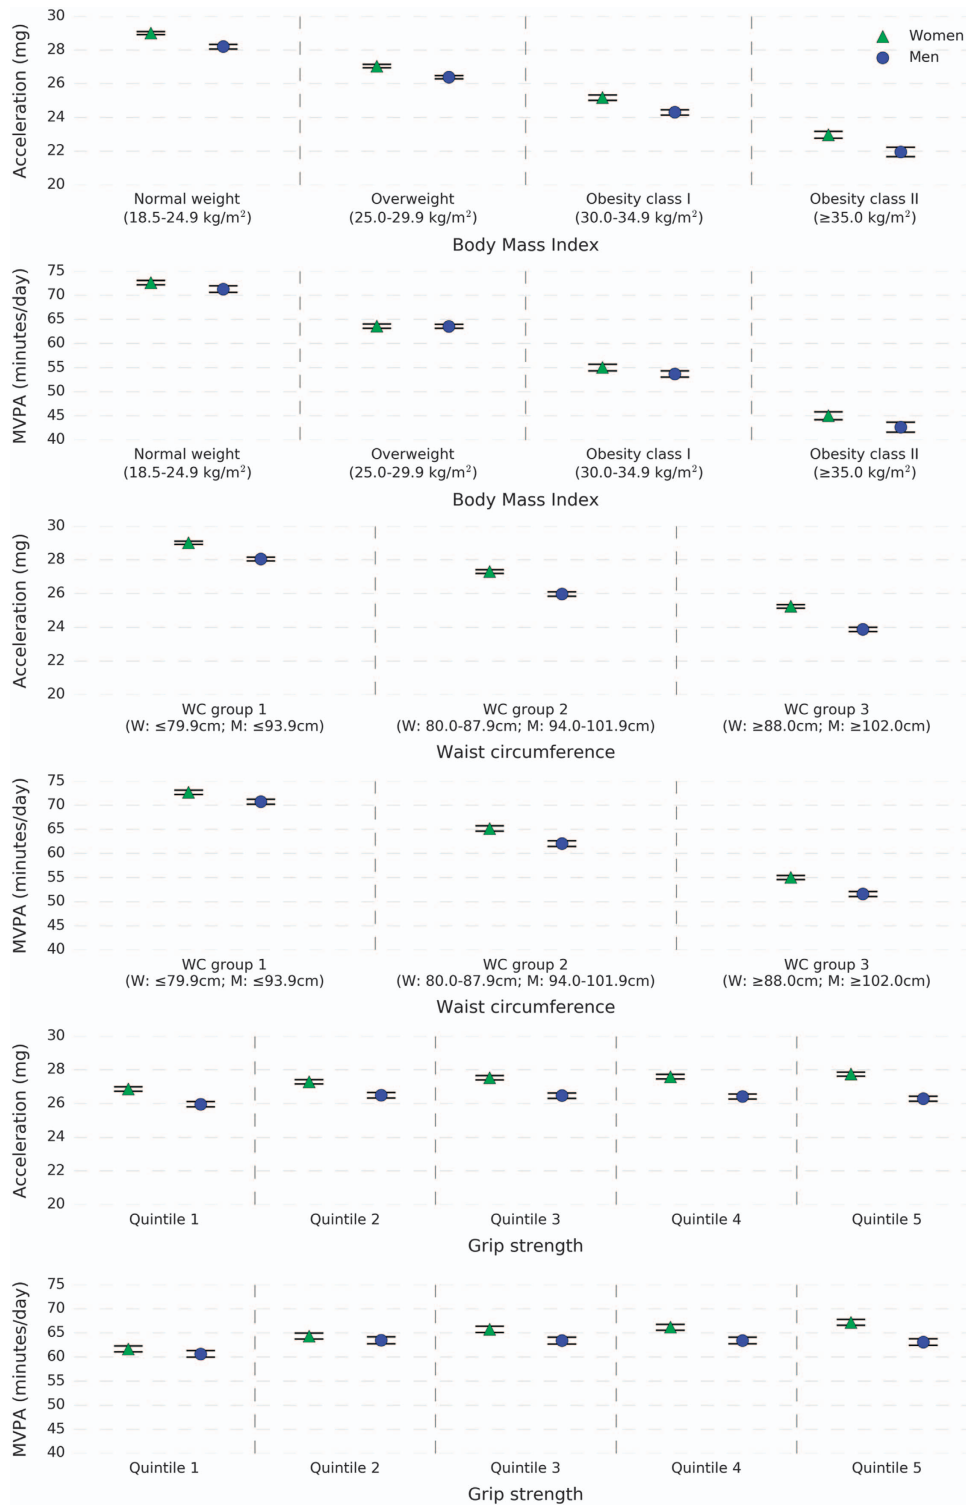 Acceleration (mg)
30
28
26
24
22
20
Women
Men
Normal weight
(18.5-24.9 kg/m²)
Overweight
(25.0-29.9 kg/m²)
Obesity class I
(30.0-34.9 kg/m²)
Obesity class II
(≥35.0 kg/m²)
Body Mass Index
MVPA (minutes/day)
75
70
65
60
55
50
45
40
Normal weight
(18.5-24.9 kg/m²)
Overweight
(25.0-29.9 kg/m²)
Obesity class I
(30.0-34.9 kg/m²)
Obesity class II
(≥35.0 kg/m²)
Body Mass Index
Acceleration (mg)
30
28
26
24
22
20
WC group 1
(W: ≤79.9cm; M: ≤93.9cm)
WC group 2
(W: 80.0-87.9cm; M: 94.0-101.9cm)
WC group 3
(W: ≥88.0cm; M: ≥102.0cm)
Waist circumference
MVPA (minutes/day)
75
70
65
60
55
50
45
40
WC group 1
(W: ≤79.9cm; M: ≤93.9cm)
WC group 2
(W: 80.0-87.9cm; M: 94.0-101.9cm)
WC group 3
(W: ≥88.0cm; M: ≥102.0cm)
Waist circumference
Acceleration (mg)
30
28
26
24
22
20
Quintile 1
Quintile 2
Quintile 3
Quintile 4
Quintile 5
Grip strength
MVPA (minutes/day)
75
70
65
60
55
50
45
40
Quintile 1
Quintile 2
Quintile 3
Quintile 4
Quintile 5
Grip strength